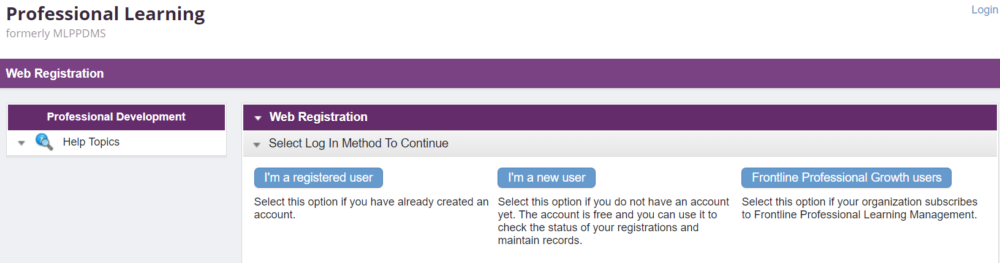 Professional Learning
Login
formerly MLPPDMS
Web Registration
Professional Development
Help Topics
Web Registration
Select Log In Method To Continue
I'm a registered user
Select this option if you have already created an
account.
I'm a new user
Select this option if you do not have an account
yet. The account is free and you can use it to
check the status of your registrations and
maintain records.
Frontline Professional Growth users
Select this option if your organization subscribes
to Frontline Professional Learning Management.